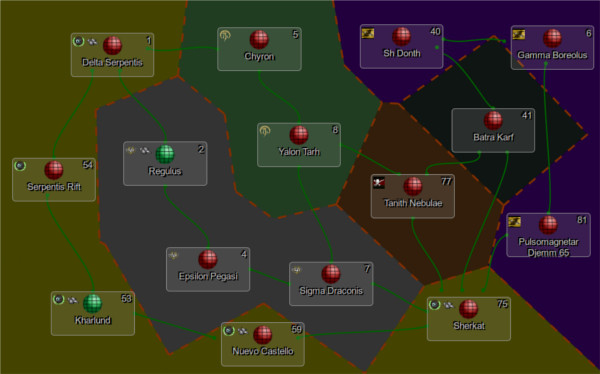 1
Delta Serpentis
5
Chyron
40
Sh Donth
6
Gamma Boreolus
41
Batra Karf
2
Regulus
8
Yalon Tarh
54
Serpentis Rift
77
Tanith Nebulae
81
Pulsomagnetar
Djemm 65
4
Epsilon Pegasi
7
Sigma Draconis
53
Kharlund
59
Nuevo Castello
75
Sherkat